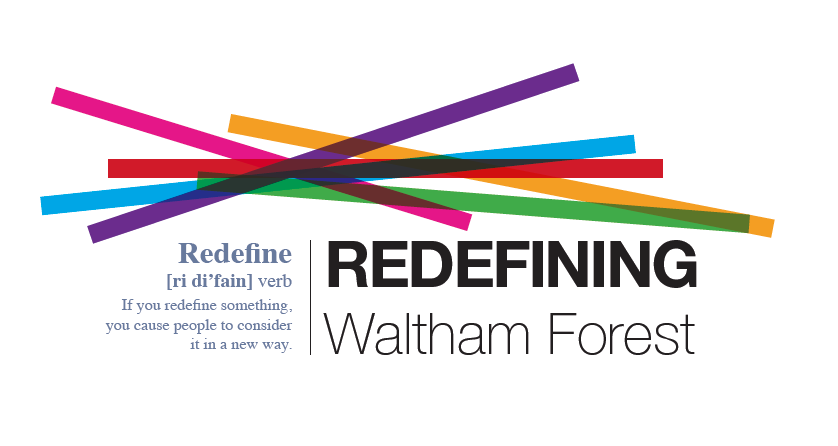 Redefine
[ri di’fain] verb
If you redefine something,
you cause people to consider
it in a new way.
REDEFINING
Waltham Forest